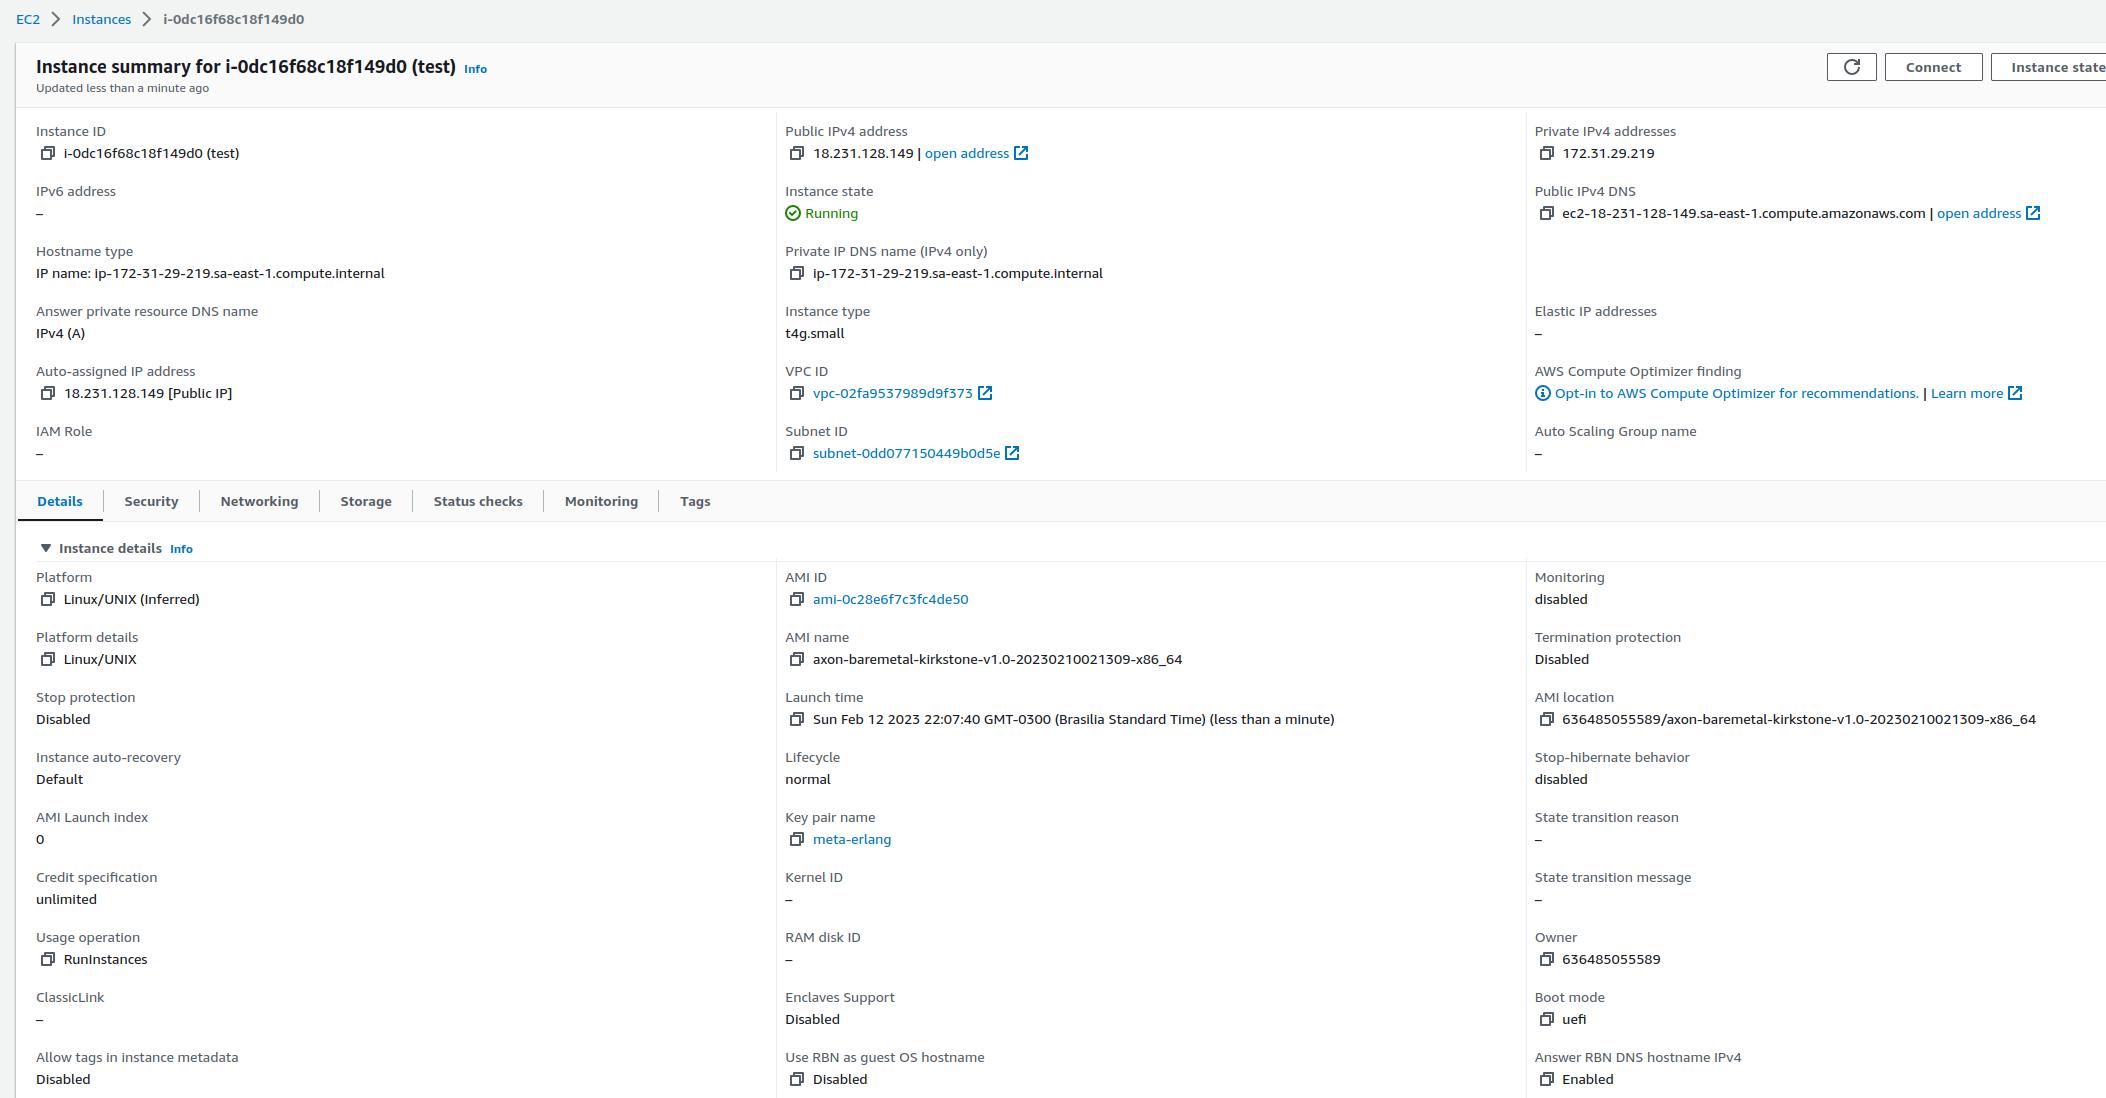 EC2 > Instances > i-0dc16f68c18f149d0
Instance summary for i-0dc16f68c18f149d0 (test) Info
Updated less than a minute ago
Connect
Instance state
Instance ID
i-0dc16f68c18f149d0 (test)
Public IPv4 address
18.231.128.149 | open address
Private IPv4 addresses
172.31.29.219
IPv6 address
–
Instance state
Running
Public IPv4 DNS
ec2-18-231-128-149.sa-east-1.compute.amazonaws.com | open address
Hostname type
IP name: ip-172-31-29-219.sa-east-1.compute.internal
Private IP DNS name (IPv4 only)
ip-172-31-29-219.sa-east-1.compute.internal
Answer private resource DNS name
IPv4 (A)
Instance type
t4g.small
Elastic IP addresses
–
Auto-assigned IP address
18.231.128.149 [Public IP]
VPC ID
vpc-02fa9537989d9f373
AWS Compute Optimizer finding
Opt-in to AWS Compute Optimizer for recommendations. | Learn more
IAM Role
–
Subnet ID
subnet-0dd077150449b0d5e
Auto Scaling Group name
–
Details | Security | Networking | Storage | Status checks | Monitoring | Tags
Instance details Info
Platform
Linux/UNIX (Inferred)
AMI ID
ami-0c28e6f7c3fc4de50
Monitoring
disabled
Platform details
Linux/UNIX
AMI name
axon-baremetal-kirkstone-v1.0-20230210021309-x86_64
Termination protection
Disabled
Stop protection
Disabled
Launch time
Sun Feb 12 2023 22:07:40 GMT-0300 (Brasilia Standard Time) (less than a minute)
AMI location
636485055589/axon-baremetal-kirkstone-v1.0-20230210021309-x86_64
Instance auto-recovery
Default
Lifecycle
normal
Stop-hibernate behavior
disabled
AMI Launch index
0
Key pair name
meta-erlang
State transition reason
–
Credit specification
unlimited
Kernel ID
–
State transition message
–
Usage operation
RunInstances
RAM disk ID
–
Owner
636485055589
ClassicLink
–
Enclaves Support
Disabled
Boot mode
uefi
Allow tags in instance metadata
Disabled
Use RBN as guest OS hostname
Disabled
Answer RBN DNS hostname IPv4
Enabled